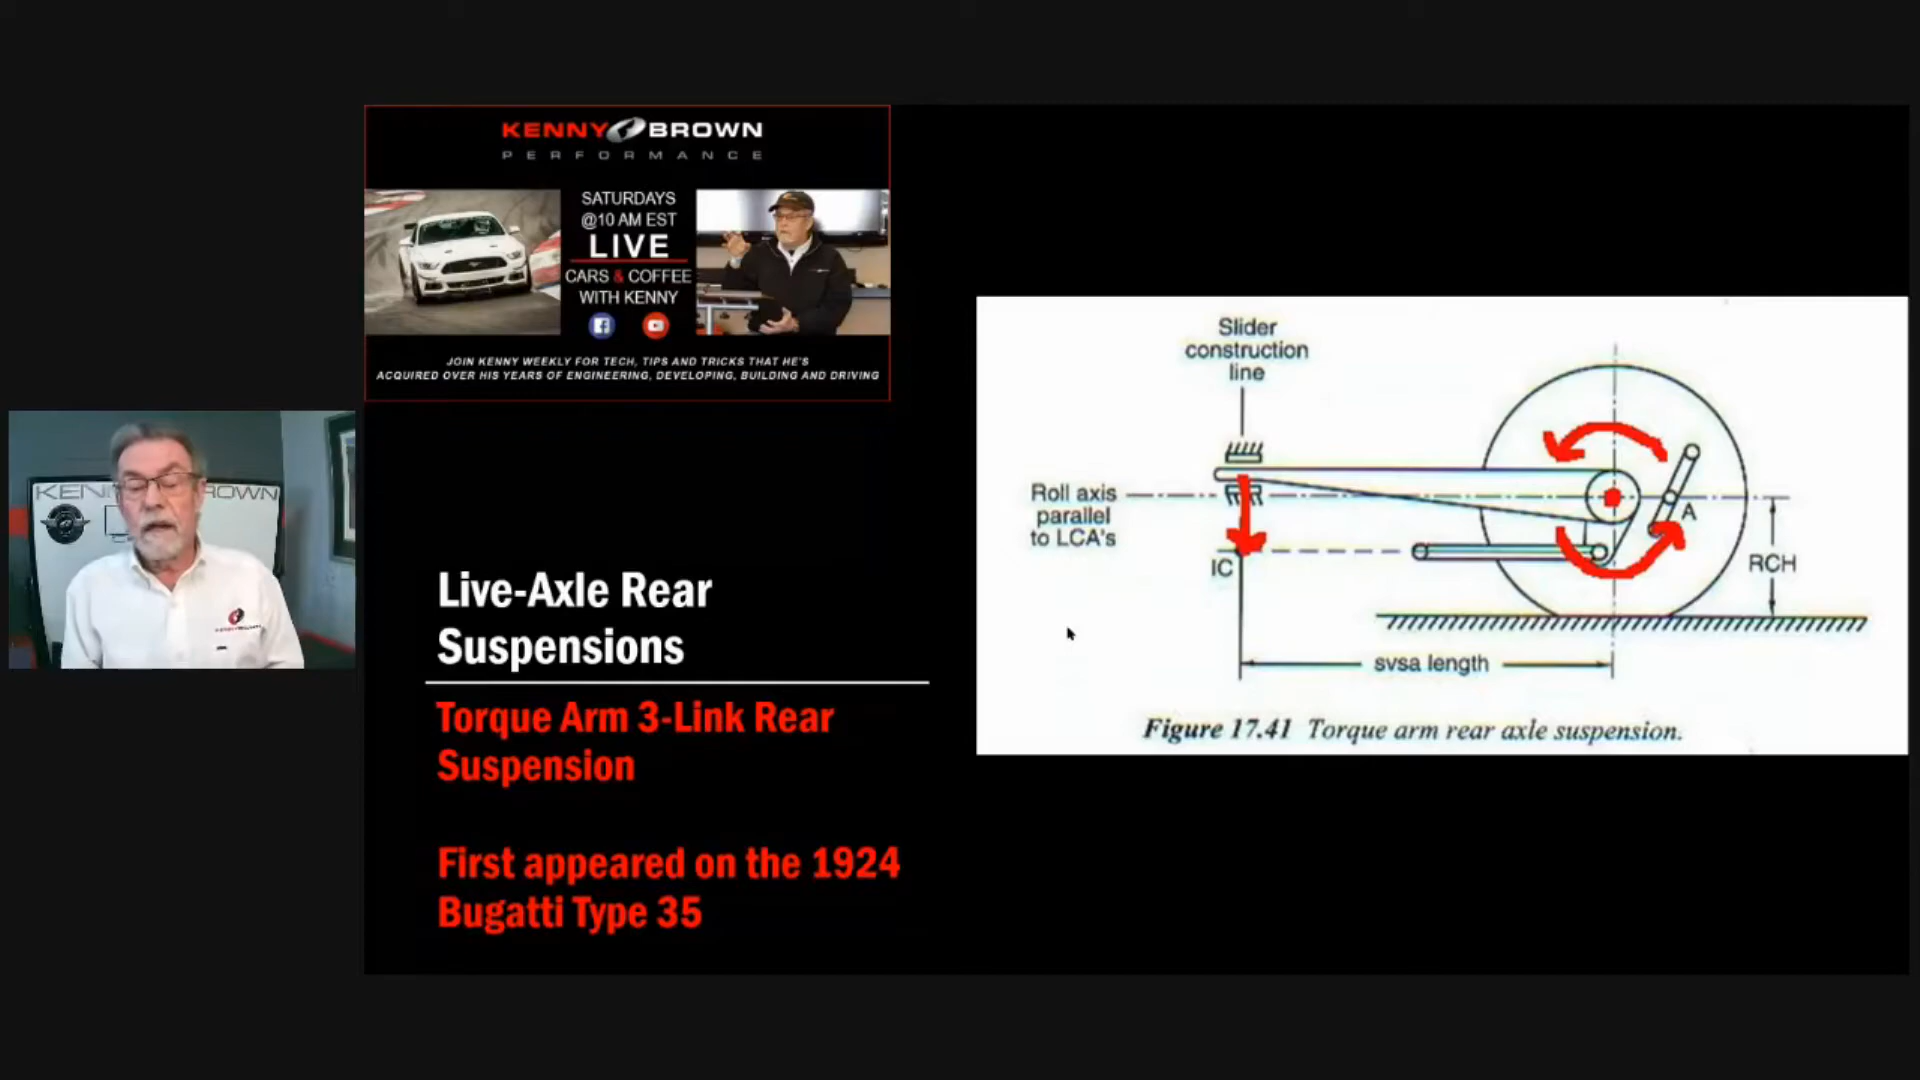 KENNY BROWN
PERFORMANCE
SATURDAYS
@10 AM EST
LIVE
CARS & COFFEE
WITH KENNY
JOIN KENNY WEEKLY FOR TECH, TIPS AND TRICKS THAT HE'S
ACQUIRED OVER HIS YEARS OF ENGINEERING, DEVELOPING, BUILDING AND DRIVING
Live-Axle Rear
Suspensions
Torque Arm 3-Link Rear
Suspension
First appeared on the 1924
Bugatti Type 35
Slider
construction
line
Roll axis
parallel
to LCA's
IC
A
RCH
svsa length
Figure 17.41 Torque arm rear axle suspension.